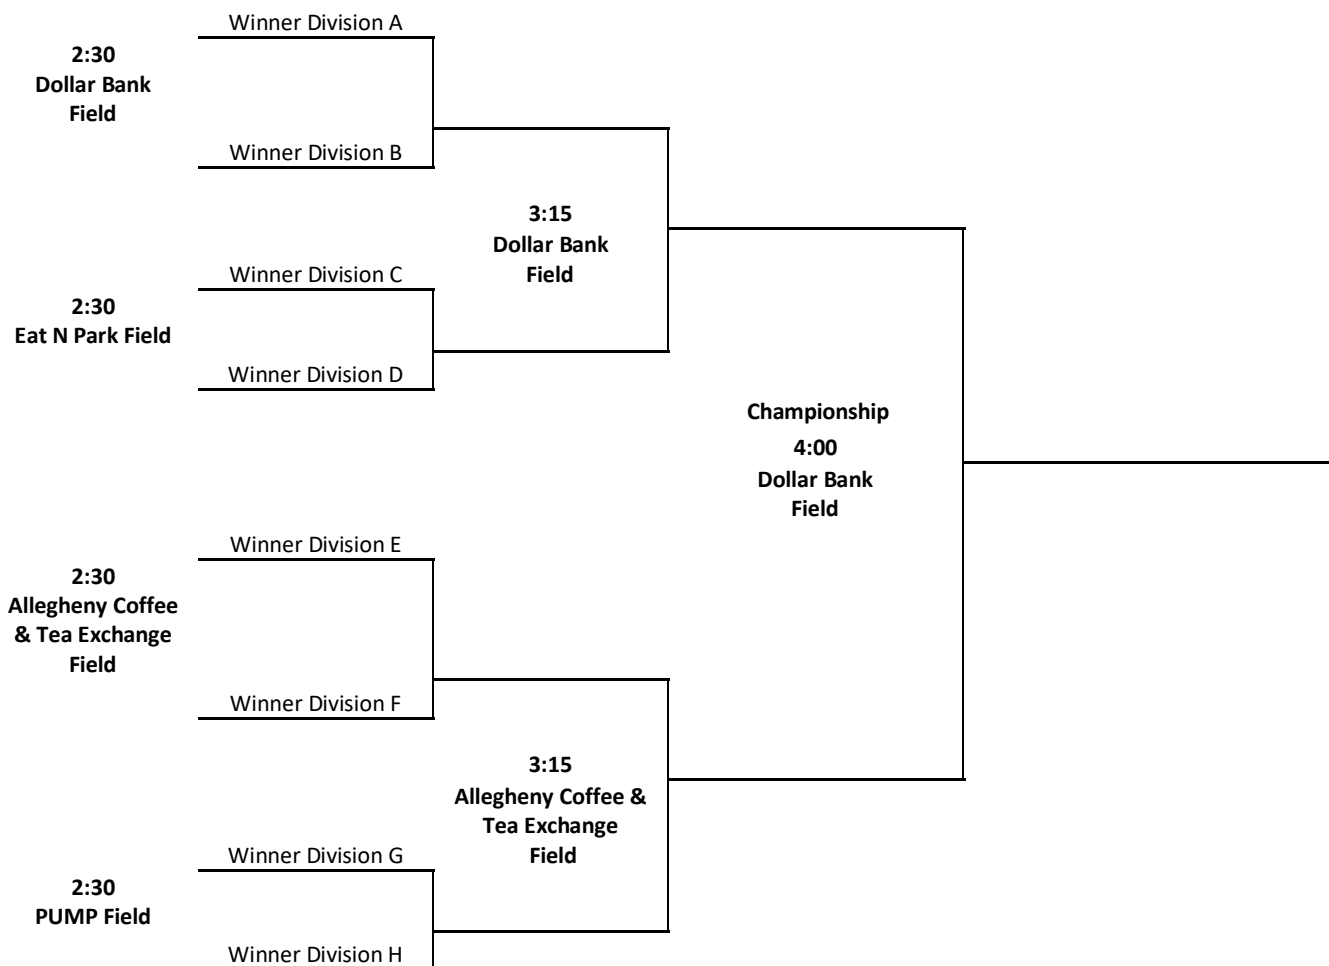 Winner Division A
2:30
Dollar Bank
Field
Winner Division B
3:15
Dollar Bank
Field
Winner Division C
2:30
Eat N Park Field
Winner Division D
Championship
4:00
Dollar Bank
Field
Winner Division E
2:30
Allegheny Coffee
& Tea Exchange
Field
Winner Division F
3:15
Allegheny Coffee &
Tea Exchange
Field
Winner Division G
2:30
PUMP Field
Winner Division H